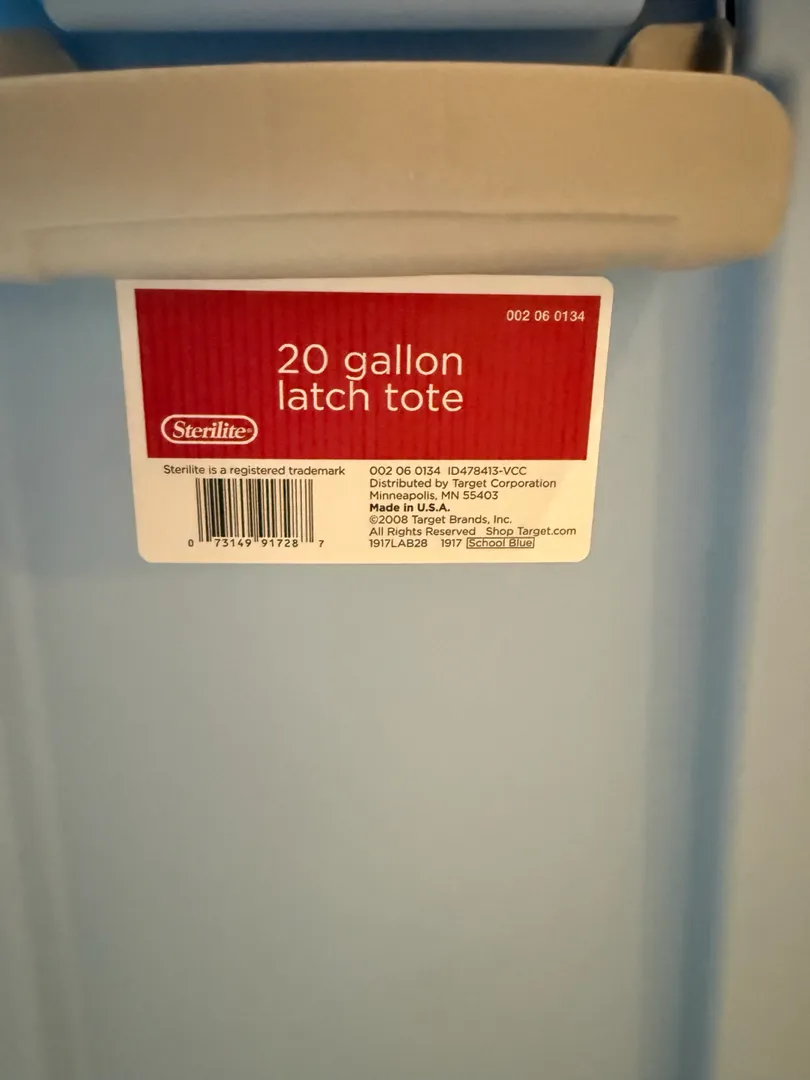 002 06 0134
20 gallon
latch tote
Sterilite®
Sterilite is a registered trademark
0 73149 91728 7
002 06 0134 ID478413-VCC
Distributed by Target Corporation
Minneapolis, MN 55403
Made in U.S.A.
©2008 Target Brands, Inc.
All Rights Reserved Shop Target.com
1917LAB28 1917 School Blue